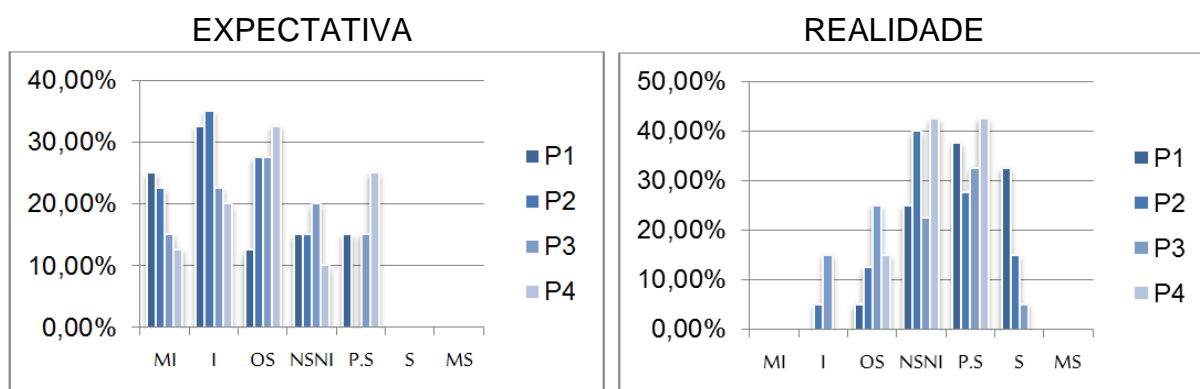 EXPECTATIVA
40,00%
30,00%
20,00%
10,00%
0,00%
MI I OS NSNI P.S S MS
P1
P2
P3
P4
REALIDADE
50,00%
40,00%
30,00%
20,00%
10,00%
0,00%
MI I OS NSNI P.S S MS
P1
P2
P3
P4